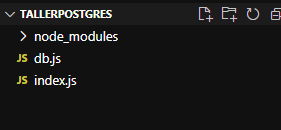 TALLERPOSTGRES
node_modules
JS db.js
JS index.js